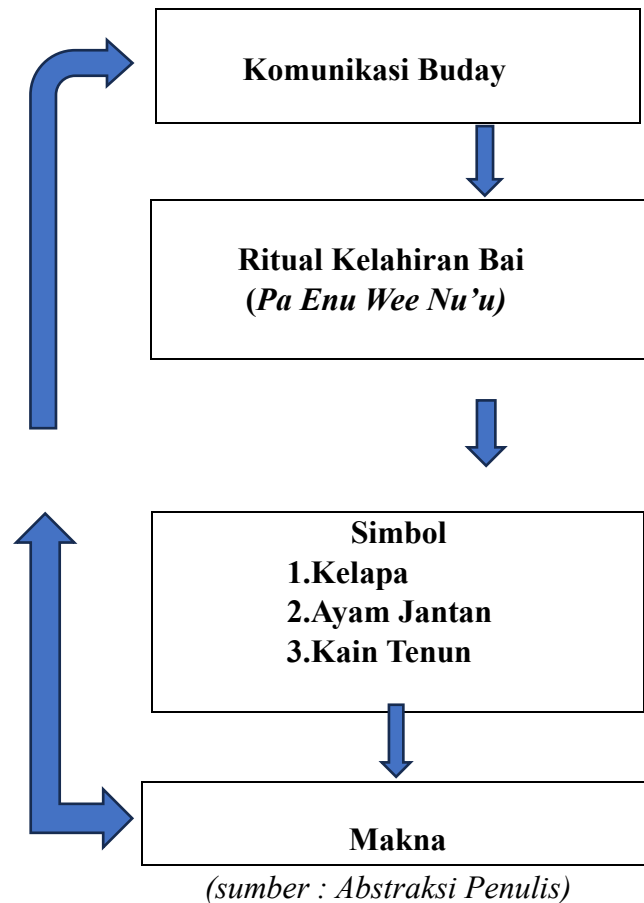 Komunikasi Buday
Ritual Kelahiran Bai
(Pa Enu Wee Nu’u)
Simbol
1.Kelapa
2.Ayam Jantan
3.Kain Tenun
Makna
(sumber : Abstraksi Penulis)